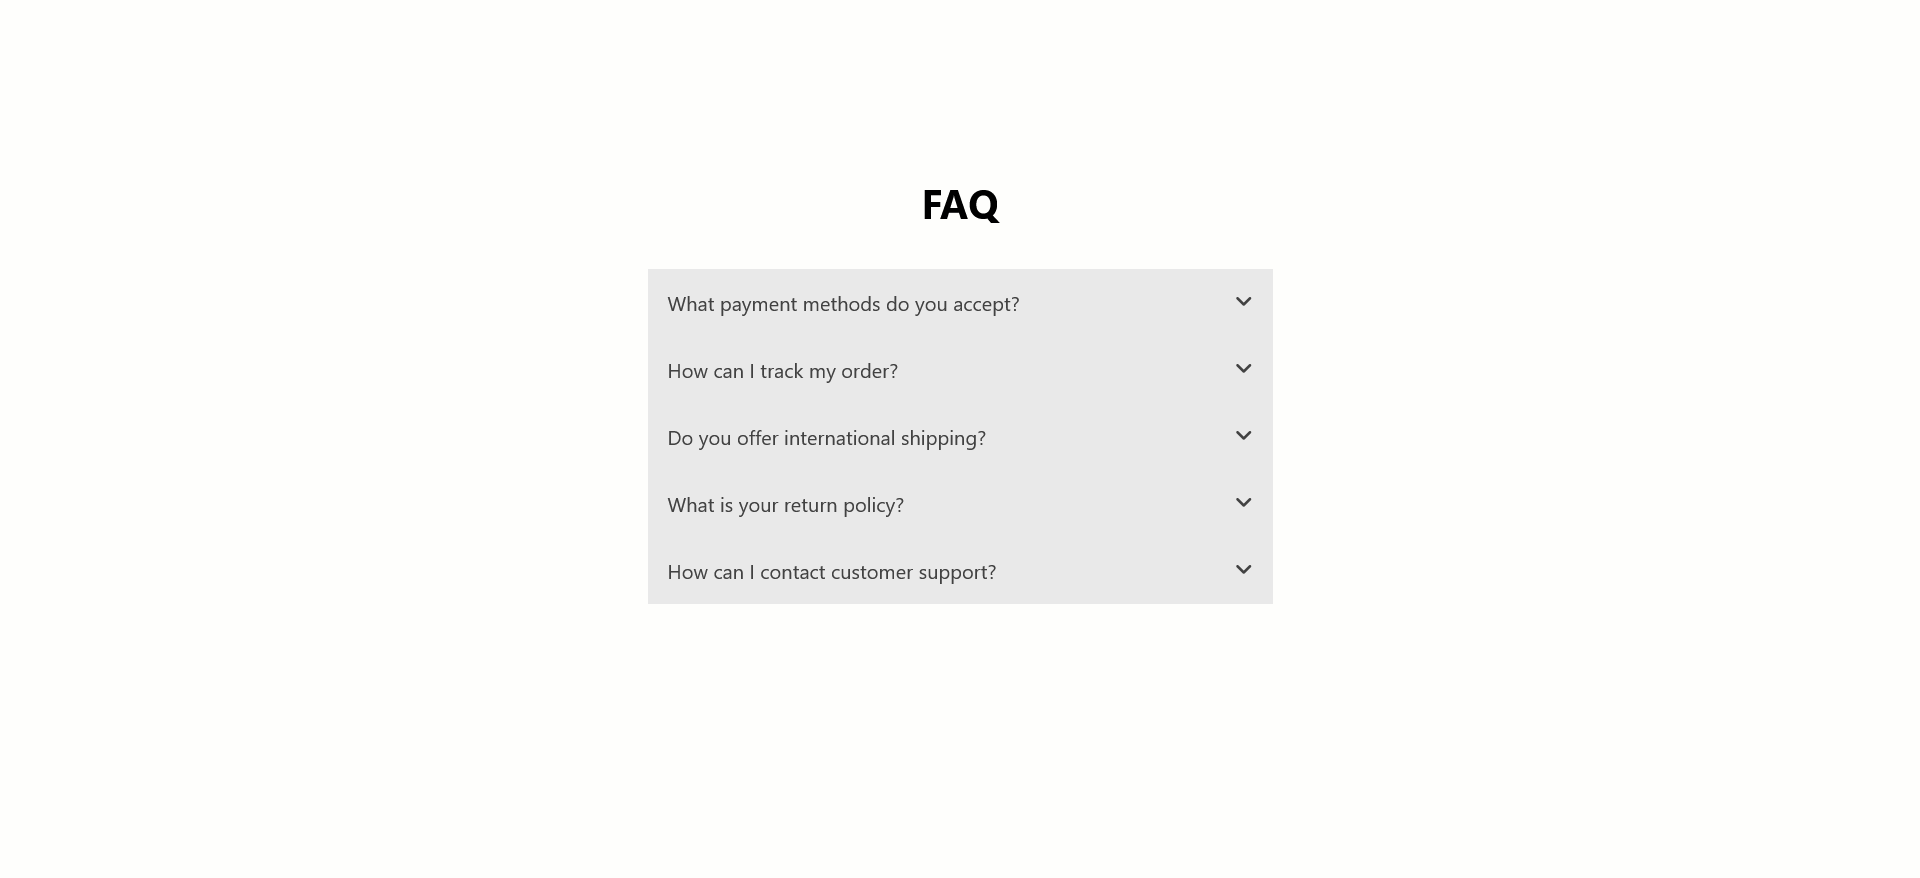 FAQ
What payment methods do you accept?
How can I track my order?
Do you offer international shipping?
What is your return policy?
How can I contact customer support?